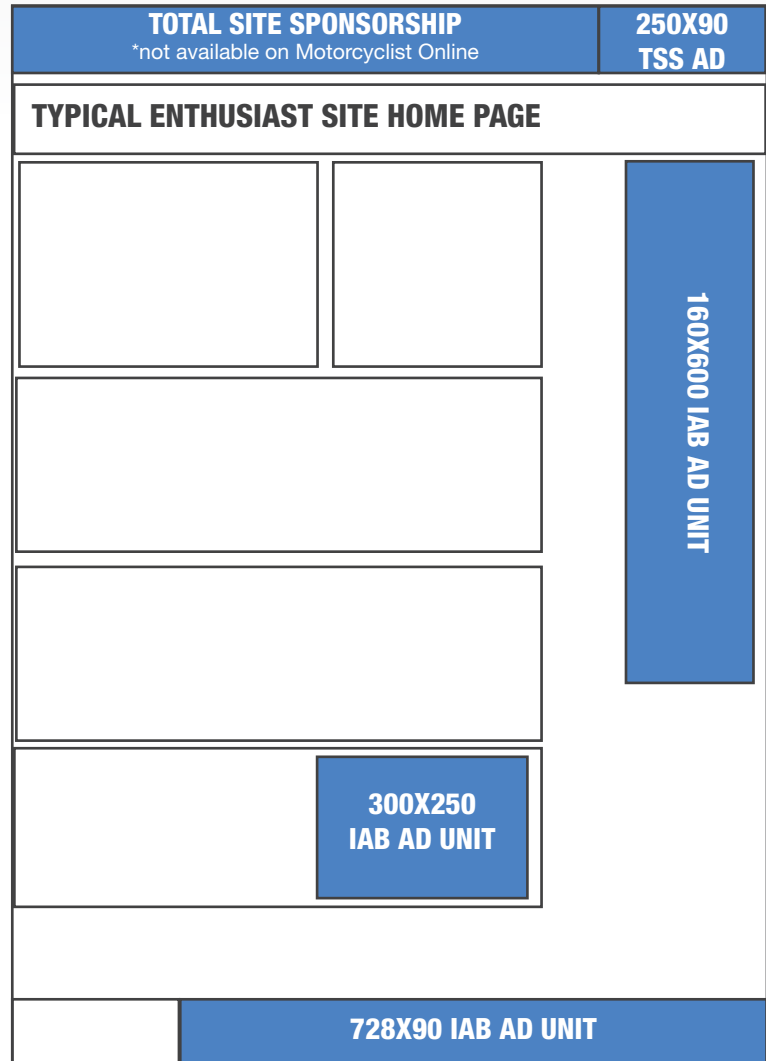 TOTAL SITE SPONSORSHIP
*not available on Motorcyclist Online
250X90
TSS AD
TYPICAL ENTHUSIAST SITE HOME PAGE
160X600 IAB AD UNIT
300X250
IAB AD UNIT
728X90 IAB AD UNIT